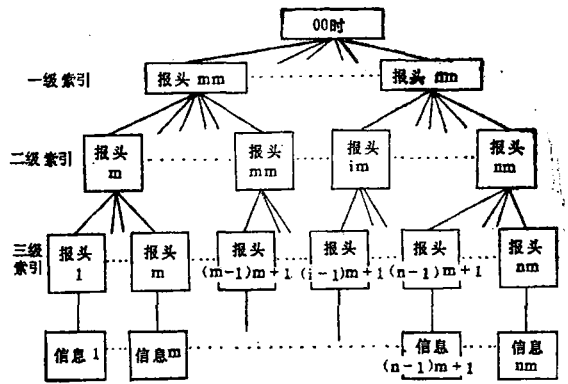 00时
一级索引
报头 mm
报头 nm
二级索引
报头
m
报头
mm
报头
im
报头
nm
三级
索引
报头
1
报头
m
报头
(m-1)m+1
报头
(i-1)m+1
报头
(n-1)m+1
报头
nm
信息 1
信息m
信息
(n-1)m+1
信息
nm